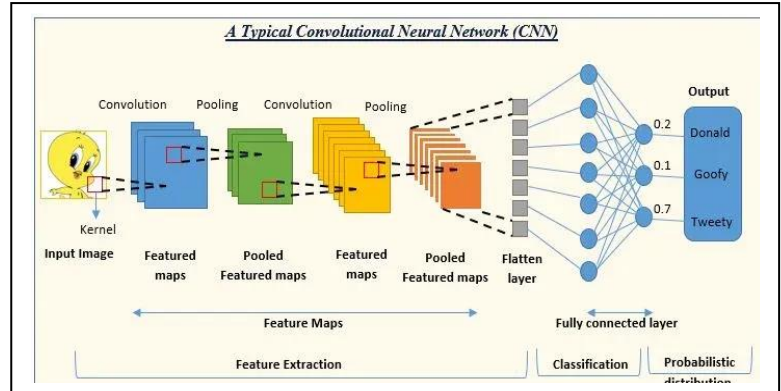 A Typical Convolutional Neural Network (CNN)
Output
Convolution Pooling Convolution Pooling
0.2 Donald
0.1 Goofy
0.7 Tweety
Kernel
Input Image
Featured maps
Pooled Featured maps
Featured maps
Pooled Featured maps
Flatten layer
Feature Maps
Fully connected layer
Feature Extraction
Classification
Probabilistic
distribution